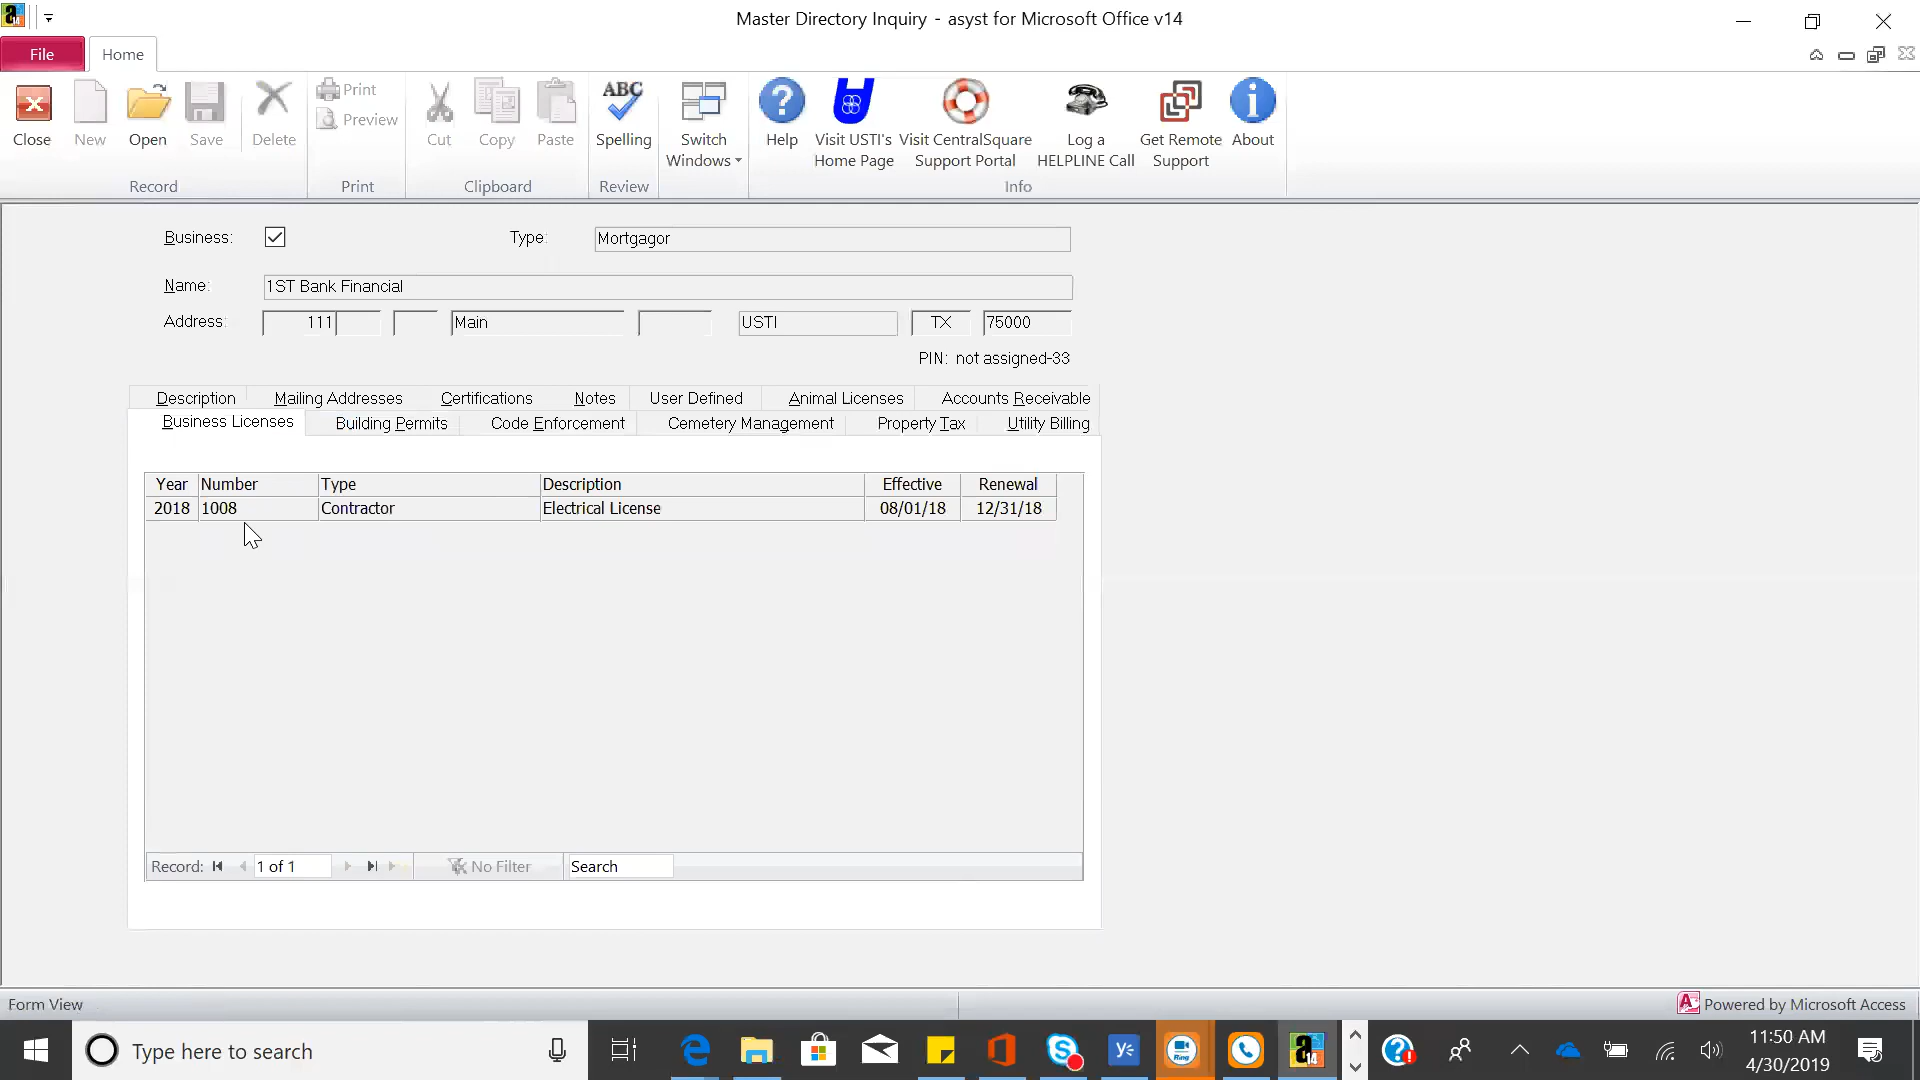 Master Directory Inquiry - asyst for Microsoft Office v14
File Home
Close New Open Save Delete Print Preview Cut Copy Paste ABC Spelling Switch Windows Help Visit USTI's Home Page Visit CentralSquare Support Portal Log a HELPLINE Call Get Remote Support About
Record Print Clipboard Review Info
Business: Type: Mortgagor
Name: 1ST Bank Financial
Address: 111 Main USTI TX 75000
PIN: not assigned-33
Description Mailing Addresses Certifications Notes User Defined Animal Licenses Accounts Receivable
Business Licenses Building Permits Code Enforcement Cemetery Management Property Tax Utility Billing
Year Number Type Description Effective Renewal
2018 1008 Contractor Electrical License 08/01/18 12/31/18
Record: 1 of 1 No Filter Search
Form View Powered by Microsoft Access
Type here to search
11:50 AM
4/30/2019